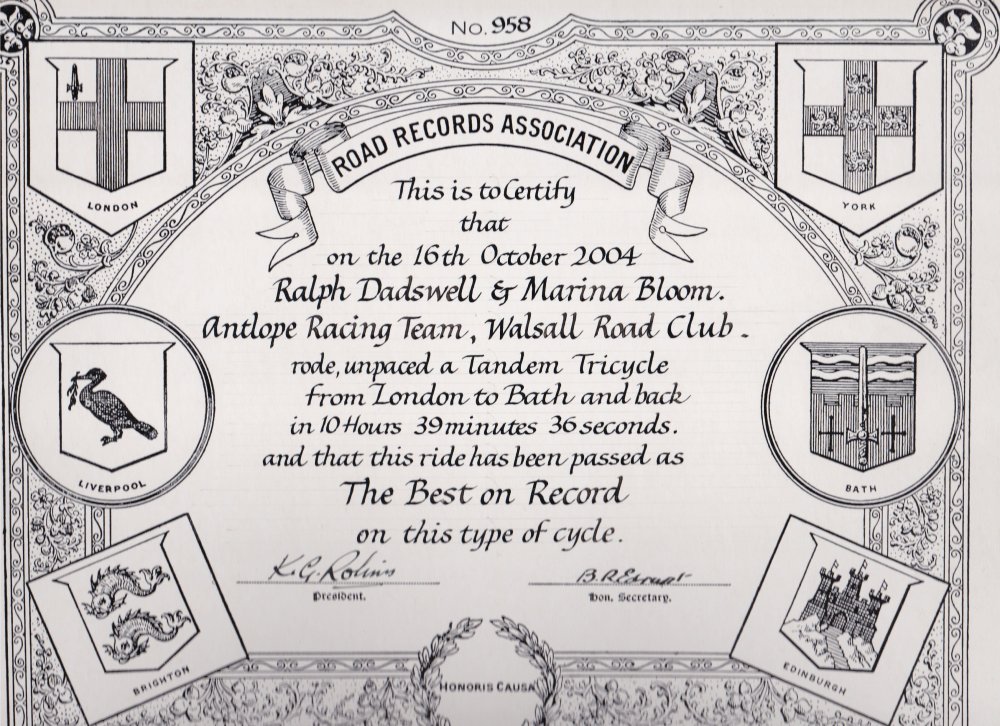 No. 958
LONDON
YORK
ROAD RECORDS ASSOCIATION
This is to Certify
that
on the 16th October 2004
Ralph Dadswell & Marina Bloom.
Antlope Racing Team, Walsall Road Club.
rode, unpaced a Tandem Tricycle
from London to Bath and back
in 10 Hours 39 minutes 36 seconds.
and that this ride has been passed as
The Best on Record
on this type of cycle.
LIVERPOOL
BATH
K.G.
B.R
President.
Hon. Secretary.
BRIGHTON
EDINBURGH
HONORIS CAUSA